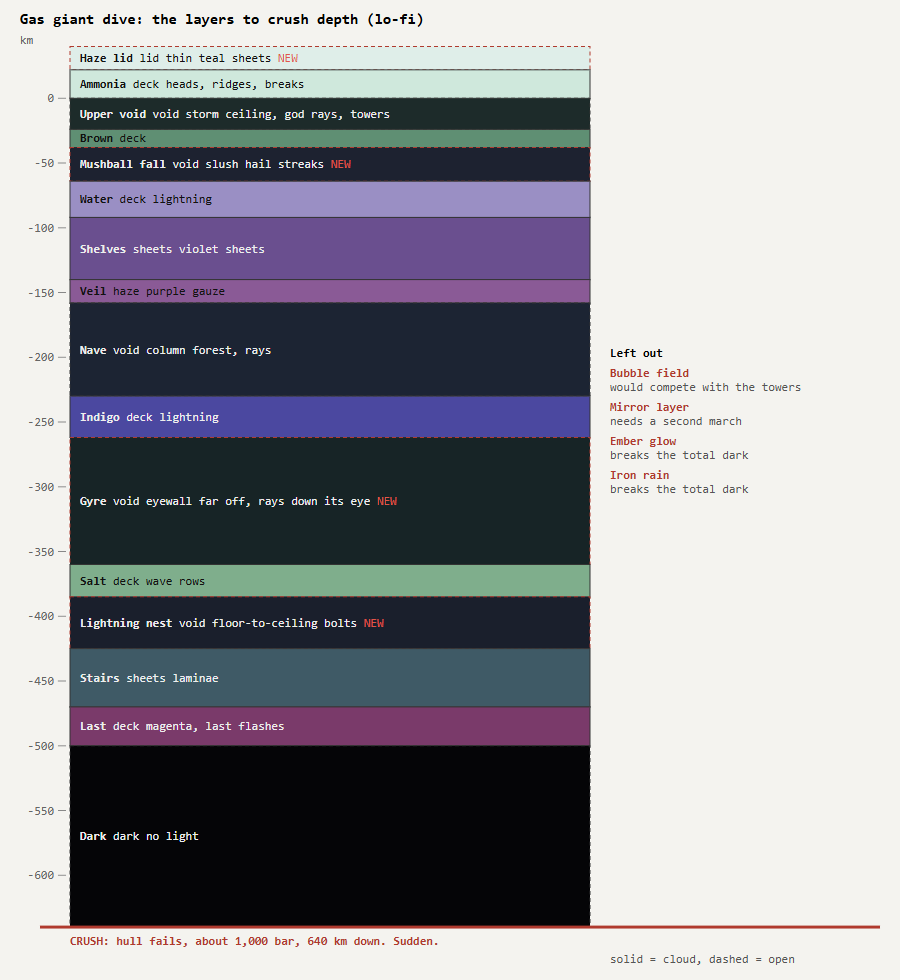 Gas giant dive: the layers to crush depth (lo-fi)
km
Haze lid lid thin teal sheets NEW
Ammonia deck heads, ridges, breaks
0
Upper void void storm ceiling, god rays, towers
Brown deck
-50
Mushball fall void slush hail streaks NEW
Water deck lightning
-100
Shelves sheets violet sheets
-150
Veil haze purple gauze
Nave void column forest, rays
-200
-250
Indigo deck lightning
-300
Gyre void eyewall far off, rays down its eye NEW
-350
Salt deck wave rows
-400
Lightning nest void floor-to-ceiling bolts NEW
-450
Stairs sheets laminae
Last deck magenta, last flashes
-500
-550
Dark dark no light
-600
Left out
Bubble field
would compete with the towers
Mirror layer
needs a second march
Ember glow
breaks the total dark
Iron rain
breaks the total dark
CRUSH: hull fails, about 1,000 bar, 640 km down. Sudden.
solid = cloud, dashed = open